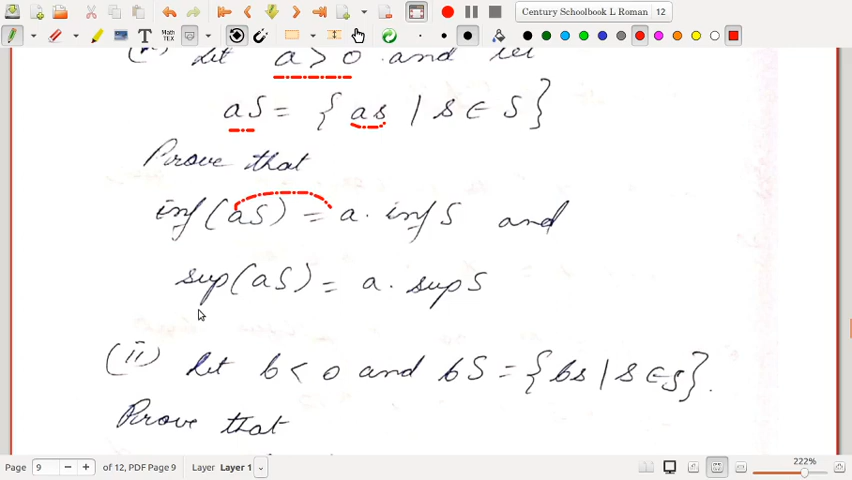 Century Schoolbook L Roman 12
MATH TEX
(i) Let a > 0 and let
aS = { as | s ∈ S }
Prove that
inf(aS) = a. inf S and
sup(aS) = a. sup S
(ii) Let b < 0 and bS = {bs | s ∈ S}.
Prove that
Page 9 of 12, PDF Page 9 Layer Layer 1 222%